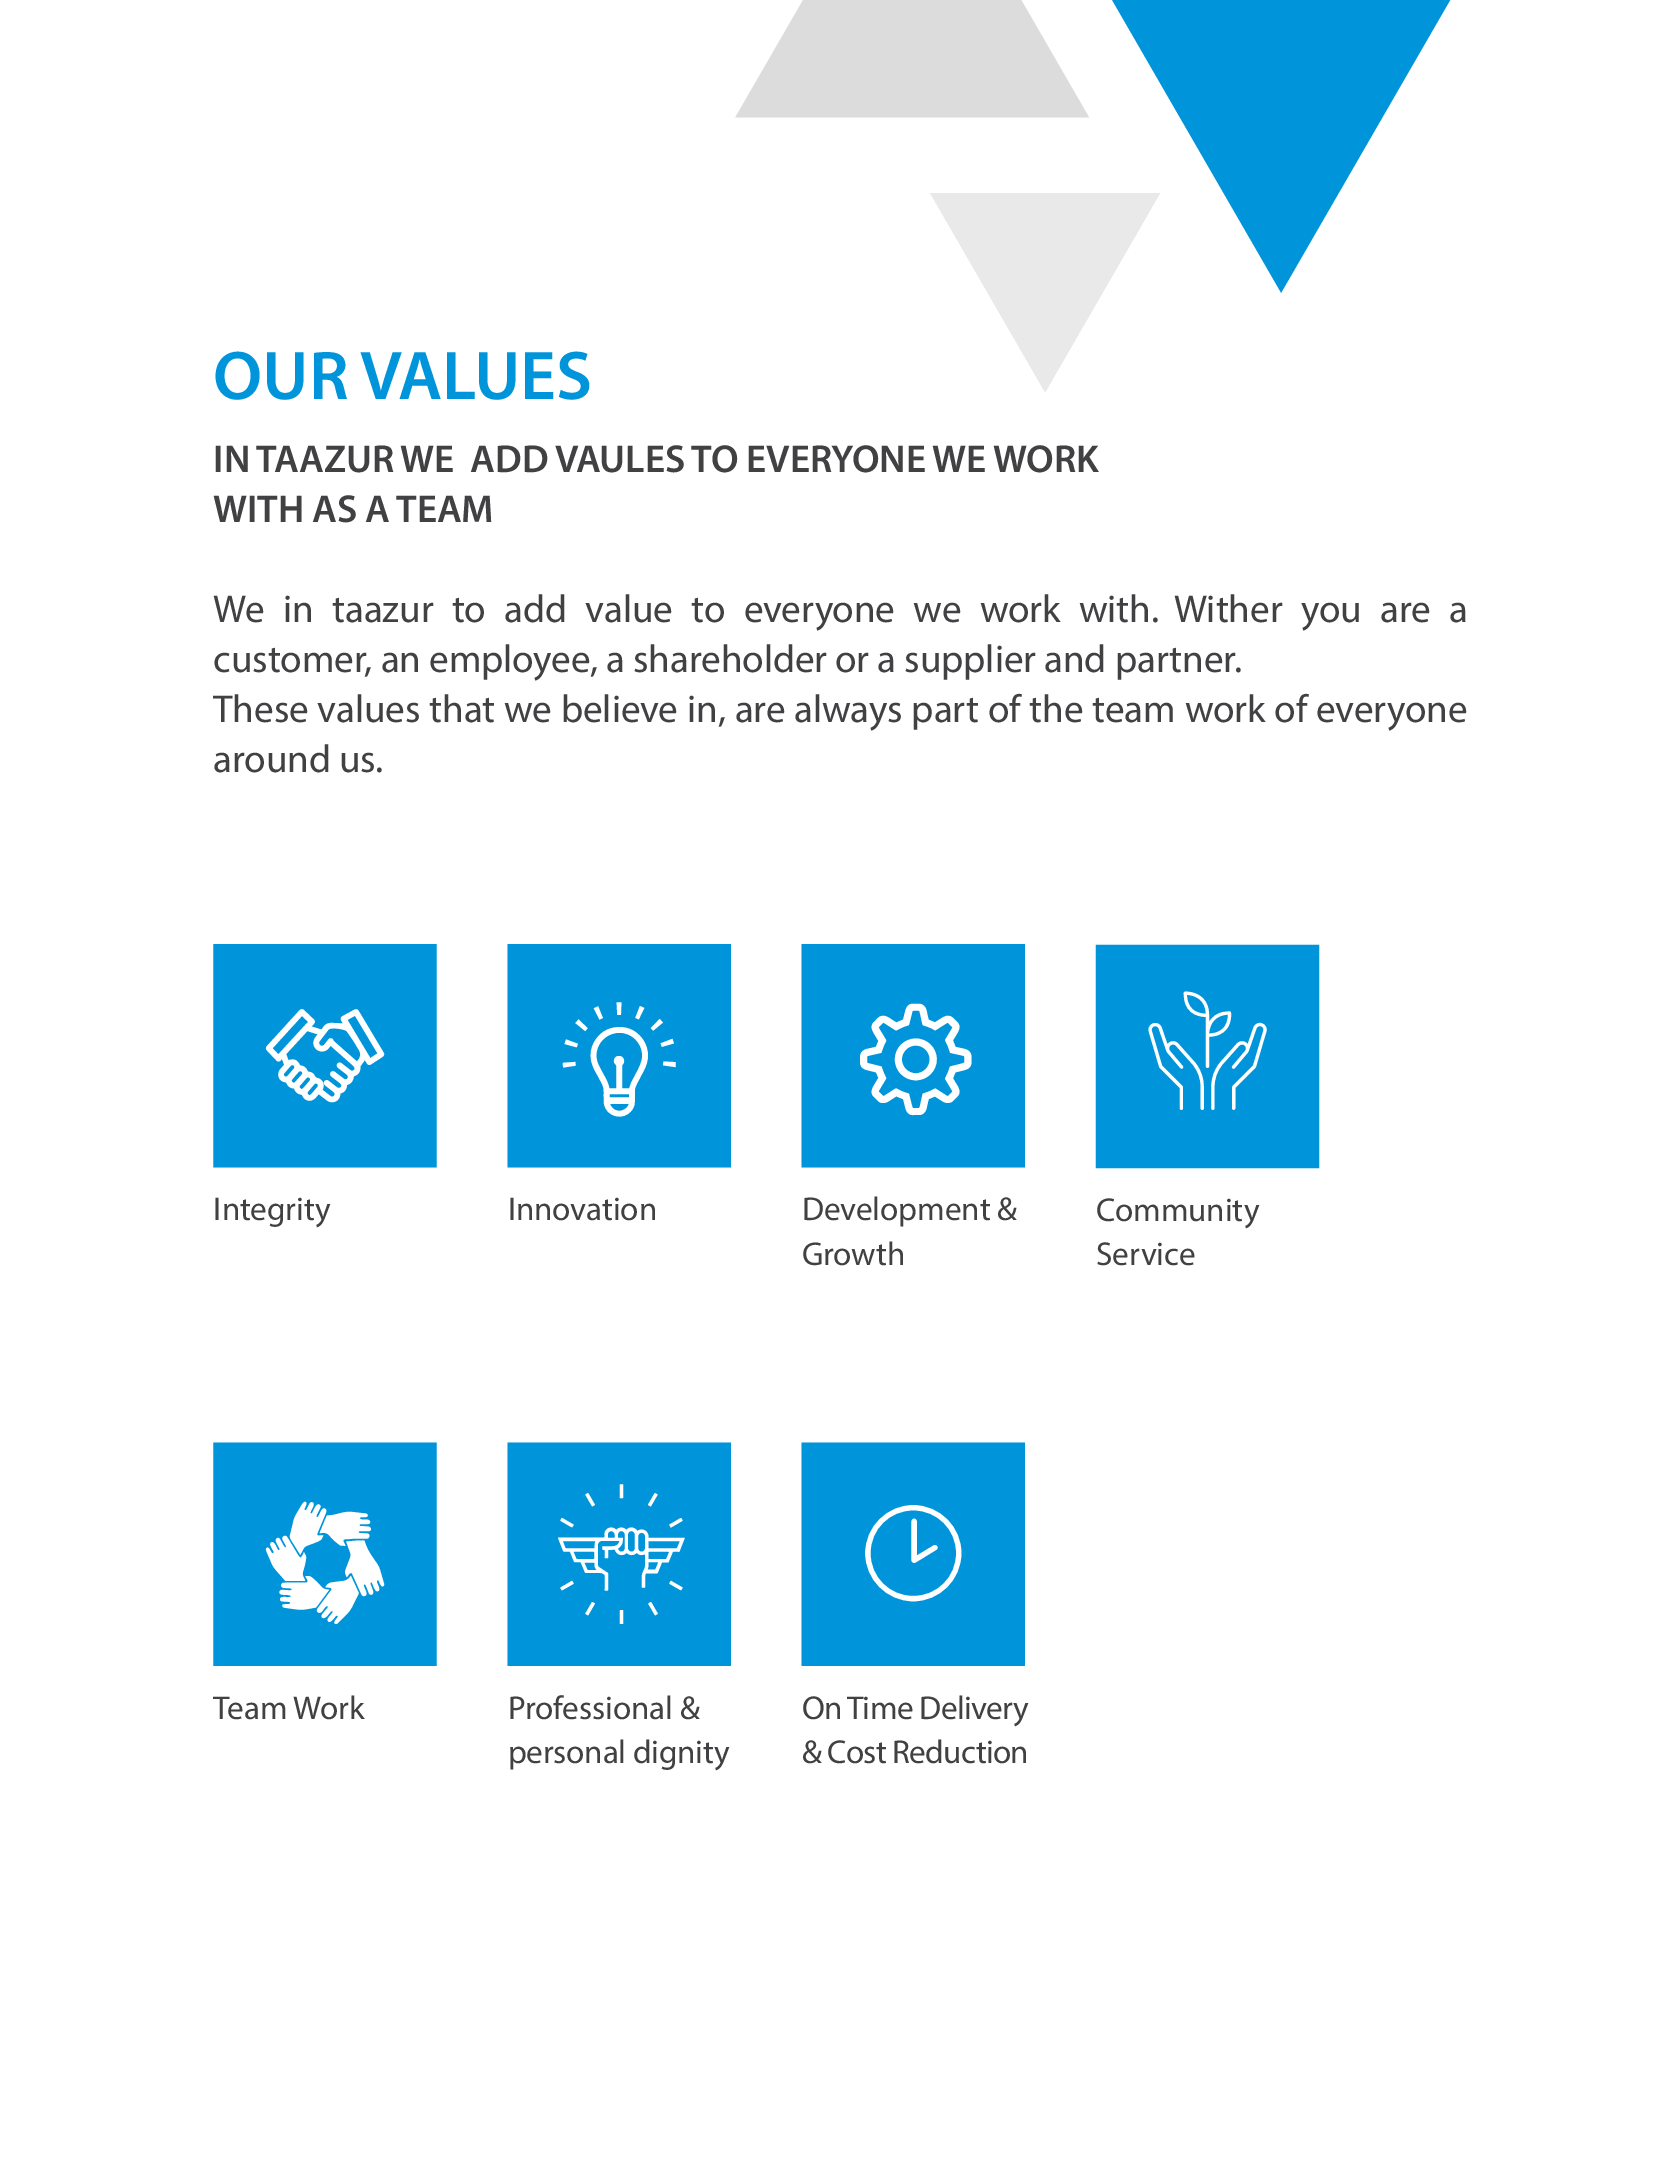 OUR VALUES
IN TAAZUR WE  ADD VAULES TO EVERYONE WE WORK
WITH AS A TEAM
We in taazur to add value to everyone we work with. Wither you are a
customer, an employee, a shareholder or a supplier and partner.
These values that we believe in, are always part of the team work of everyone
around us.
Integrity
Innovation
Development &
Growth
Community
Service
Team Work
Professional &
personal dignity
On Time Delivery
& Cost Reduction